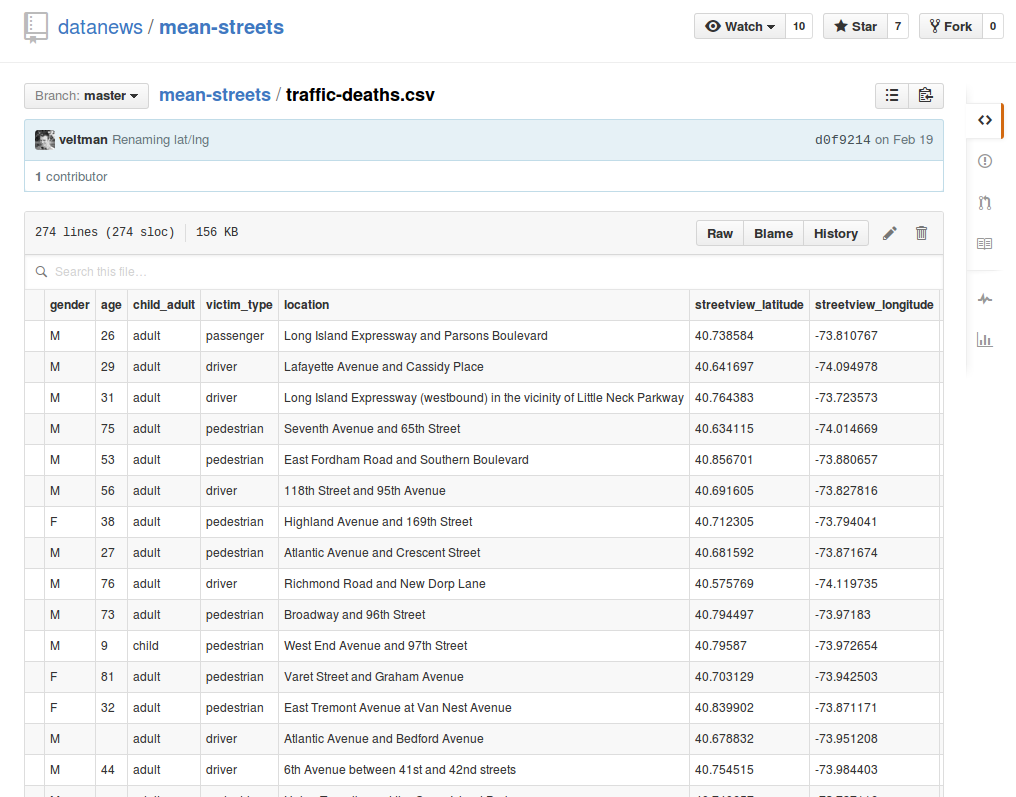 datanews / mean-streets
Watch 10 Star 7 Fork 0
Branch: master mean-streets / traffic-deaths.csv
veltman Renaming lat/lng d0f9214 on Feb 19
1 contributor
274 lines (274 sloc) 156 KB Raw Blame History
Search this file…
gender age child_adult victim_type location streetview_latitude streetview_longitude
M 26 adult passenger Long Island Expressway and Parsons Boulevard 40.738584 -73.810767
M 29 adult driver Lafayette Avenue and Cassidy Place 40.641697 -74.094978
M 31 adult driver Long Island Expressway (westbound) in the vicinity of Little Neck Parkway 40.764383 -73.723573
M 75 adult pedestrian Seventh Avenue and 65th Street 40.634115 -74.014669
M 53 adult pedestrian East Fordham Road and Southern Boulevard 40.856701 -73.880657
M 56 adult driver 118th Street and 95th Avenue 40.691605 -73.827816
F 38 adult pedestrian Highland Avenue and 169th Street 40.712305 -73.794041
M 27 adult pedestrian Atlantic Avenue and Crescent Street 40.681592 -73.871674
M 76 adult driver Richmond Road and New Dorp Lane 40.575769 -74.119735
M 73 adult pedestrian Broadway and 96th Street 40.794497 -73.97183
M 9 child pedestrian West End Avenue and 97th Street 40.79587 -73.972654
F 81 adult pedestrian Varet Street and Graham Avenue 40.703129 -73.942503
F 32 adult pedestrian East Tremont Avenue at Van Nest Avenue 40.839902 -73.871171
M adult driver Atlantic Avenue and Bedford Avenue 40.678832 -73.951208
M 44 adult driver 6th Avenue between 41st and 42nd streets 40.754515 -73.984403